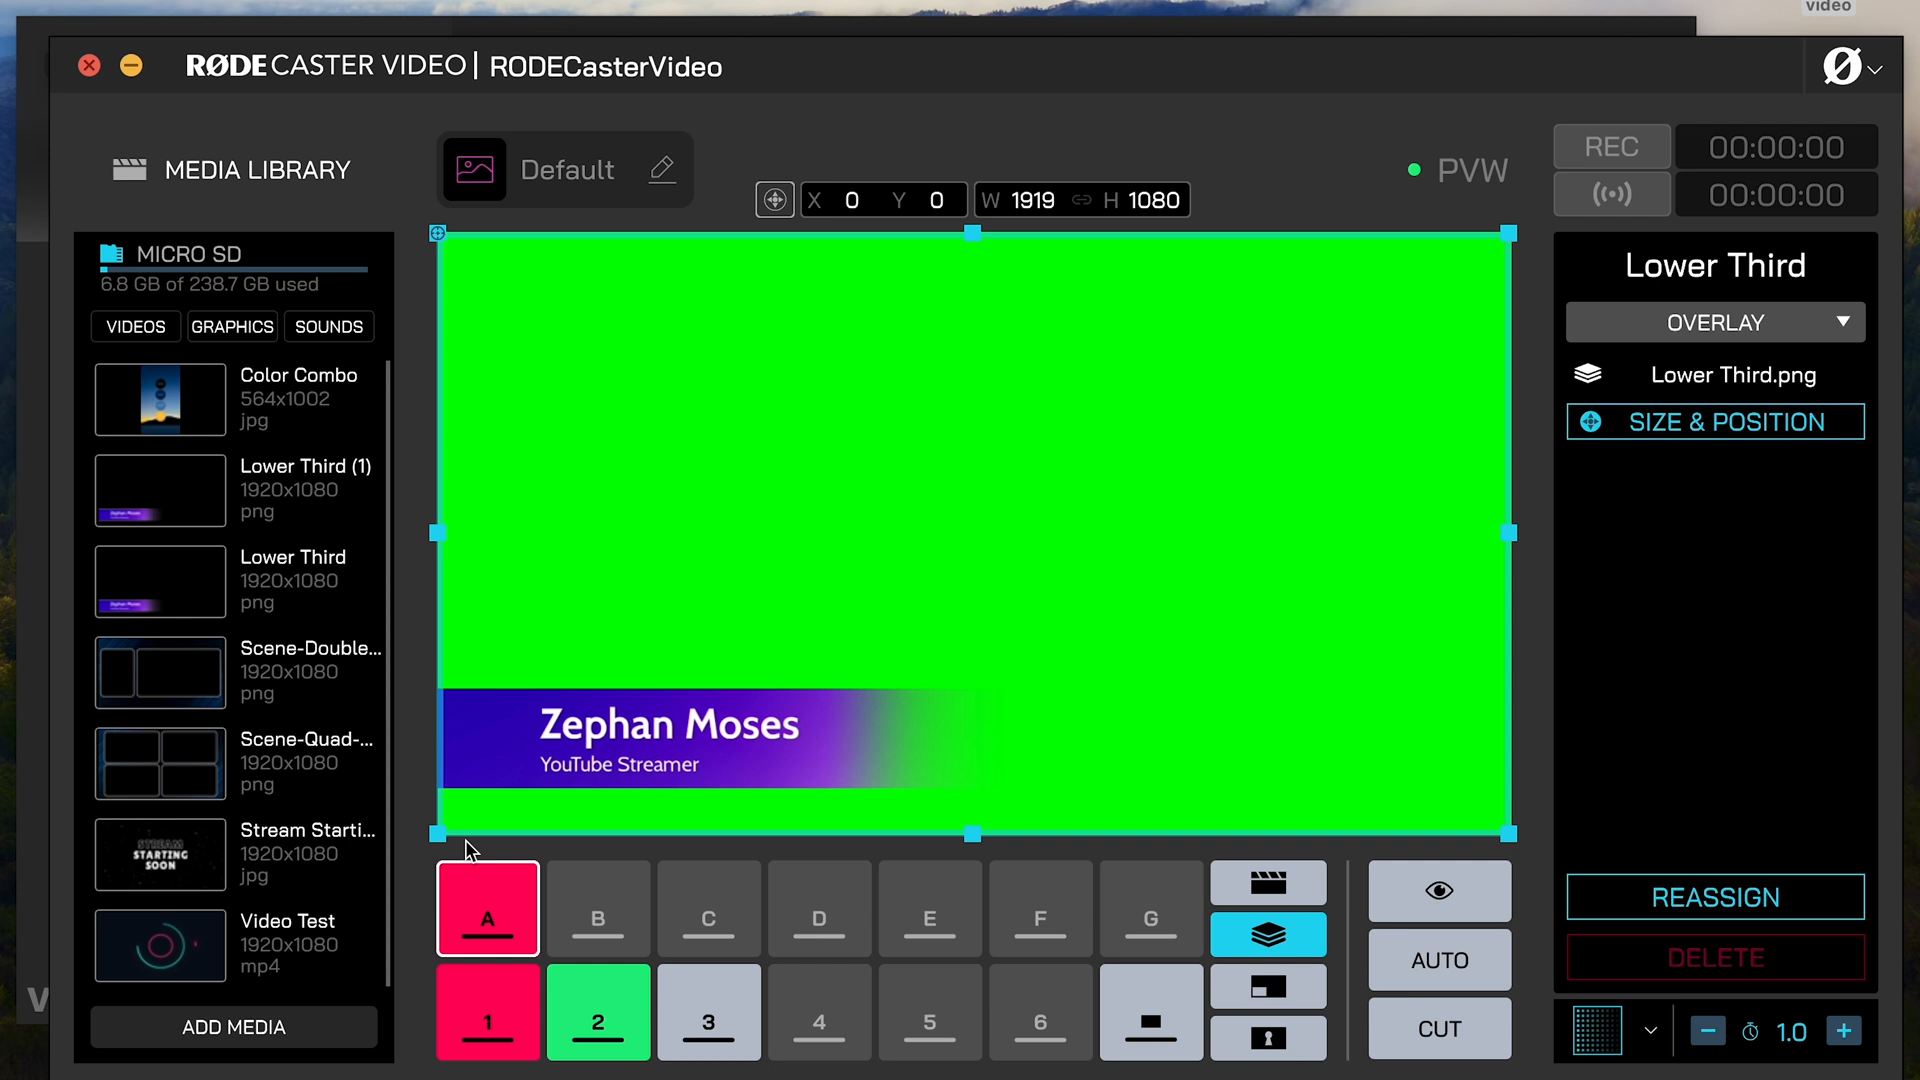 video
RØDECASTER VIDEO| RODECasterVideo
MEDIA LIBRARY
Default
X 0 Y 0 W 1919 H 1080
PVW
REC 00:00:00
00:00:00
MICRO SD
6.8 GB of 238.7 GB used
VIDEOS GRAPHICS SOUNDS
Color Combo
564x1002
jpg
Lower Third (1)
1920x1080
png
Lower Third
1920x1080
png
Scene-Double...
1920x1080
png
Scene-Quad-...
1920x1080
png
STREAM
STARTING
SOON
Stream Starti...
1920x1080
jpg
Video Test
1920x1080
mp4
ADD MEDIA
Zephan Moses
YouTube Streamer
Lower Third
OVERLAY
Lower Third.png
SIZE & POSITION
REASSIGN
DELETE
A B C D E F G
1 2 3 4 5 6
AUTO
CUT
1.0